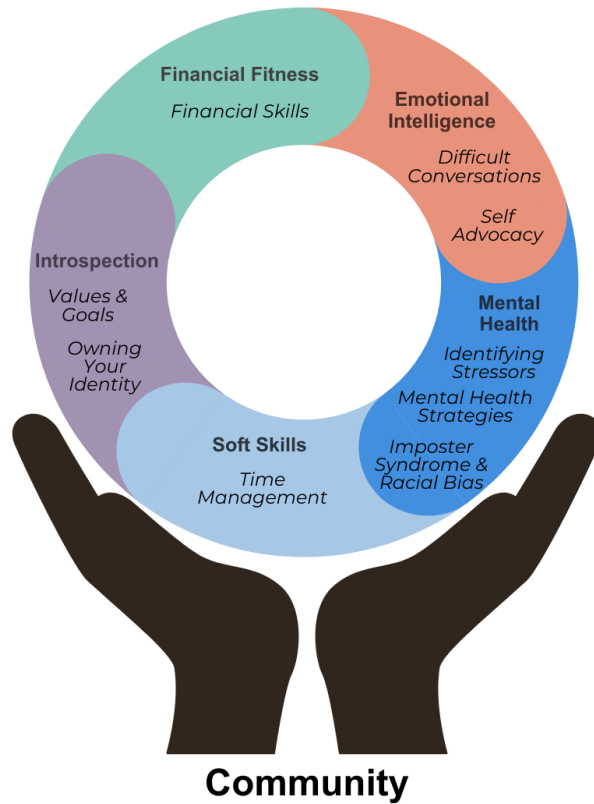 Financial Fitness
Financial Skills
Emotional
Intelligence
Difficult
Conversations
Self
Advocacy
Mental
Health
Identifying
Stressors
Mental Health
Strategies
Imposter
Syndrome &
Racial Bias
Soft Skills
Time
Management
Introspection
Values &
Goals
Owning
Your
Identity
Community